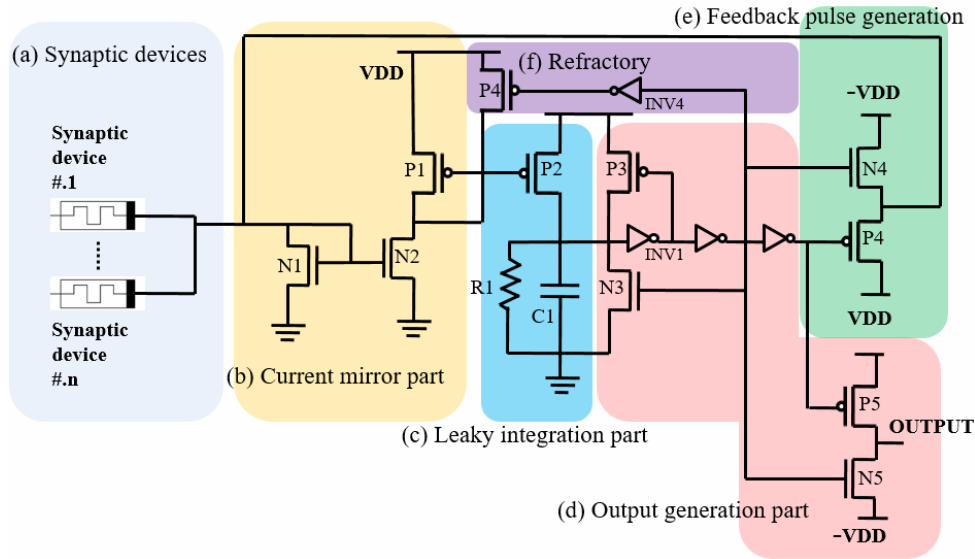 (e) Feedback pulse generation
(a) Synaptic devices
(f) Refractory
VDD
P4
INV4
-VDD
Synaptic
device
#.1
P1
P2
P3
N4
N1
N2
INV1
P4
R1
C1
N3
VDD
Synaptic
device
#.n
(b) Current mirror part
P5
(c) Leaky integration part
OUTPUT
N5
(d) Output generation part
-VDD